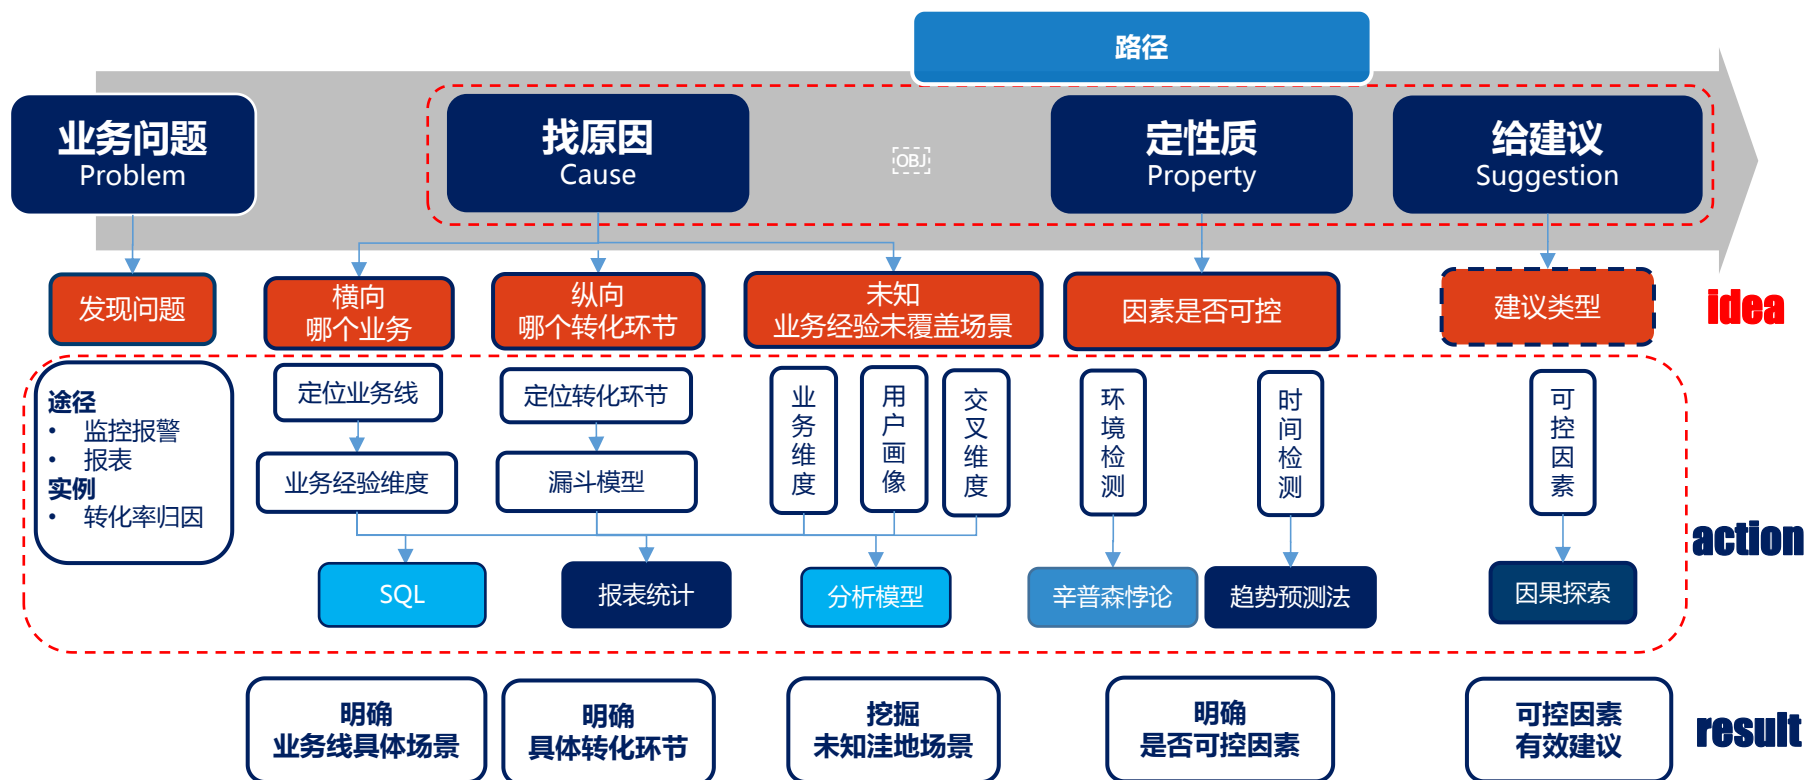 路径
业务问题
Problem
找原因
Cause
OBJ
定性质
Property
给建议
Suggestion
发现问题
横向
哪个业务
纵向
哪个转化环节
未知
业务经验未覆盖场景
因素是否可控
建议类型
idea
途径
• 监控报警
• 报表
实例
• 转化率归因
定位业务线
业务经验维度
定位转化环节
漏斗模型
业务维度
用户画像
交叉维度
环境检测
时间检测
可控因素
action
SQL
报表统计
分析模型
辛普森悖论
趋势预测法
因果探索
明确
业务线具体场景
明确
具体转化环节
挖掘
未知洼地场景
明确
是否可控因素
可控因素
有效建议
result